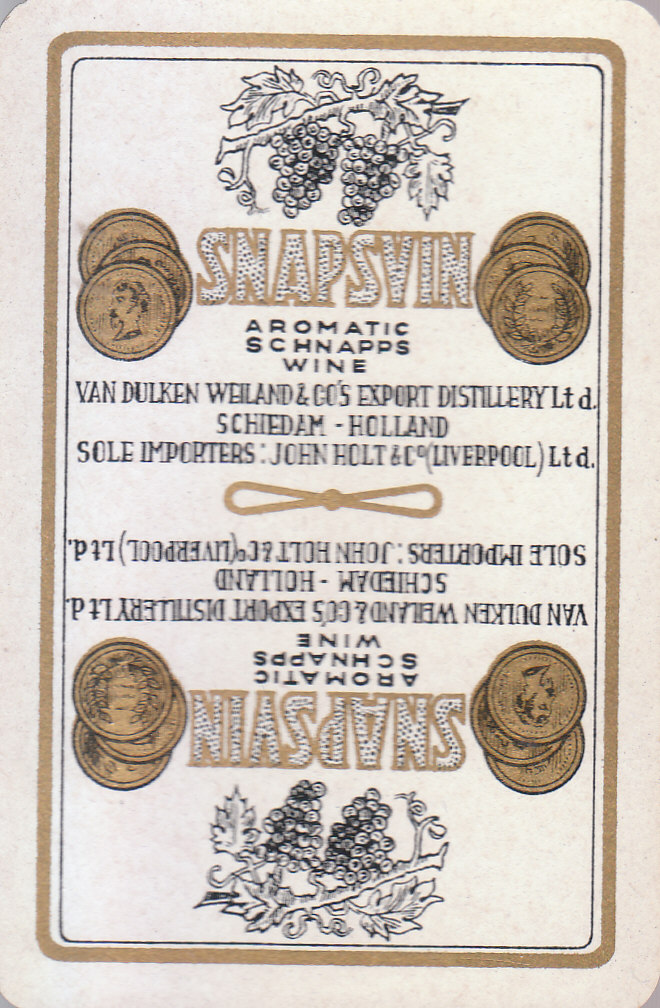 SNAPSVIN
AROMATIC
SCHNAPPS
WINE
VAN DULKEN WEILAND & CO'S EXPORT DISTILLERY Ltd.
SCHIEDAM - HOLLAND
SOLE IMPORTERS: JOHN HOLT & Co (LIVERPOOL) Ltd.
SOLE IMPORTERS: JOHN HOLT & Co (LIVERPOOL) Ltd.
SCHIEDAM - HOLLAND
VAN DULKEN WEILAND & CO'S EXPORT DISTILLERY Ltd.
WINE
SCHNAPPS
AROMATIC
SNAPSVIN